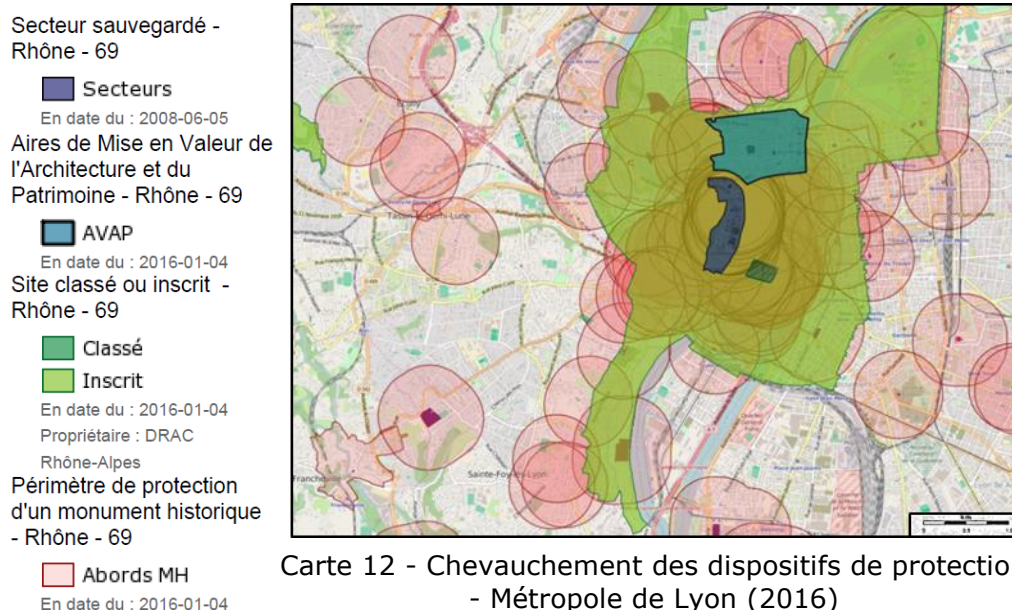 Secteur sauvegardé -
Rhône - 69
Secteurs
En date du : 2008-06-05
Aires de Mise en Valeur de
l'Architecture et du
Patrimoine - Rhône - 69
AVAP
En date du : 2016-01-04
Site classé ou inscrit -
Rhône - 69
Classé
Inscrit
En date du : 2016-01-04
Propriétaire : DRAC
Rhône-Alpes
Périmètre de protection
d'un monument historique
- Rhône - 69
Abords MH
En date du : 2016-01-04
Sainte-Foy-lès-Lyon
Carte 12 - Chevauchement des dispositifs de protectio
- Métropole de Lyon (2016)